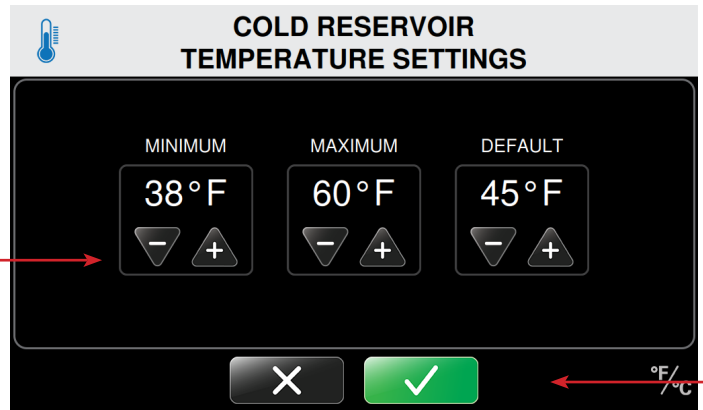 COLD RESERVOIR
TEMPERATURE SETTINGS
MINIMUM MAXIMUM DEFAULT
38°F 60°F 45°F
- + - + - +
°F/°C